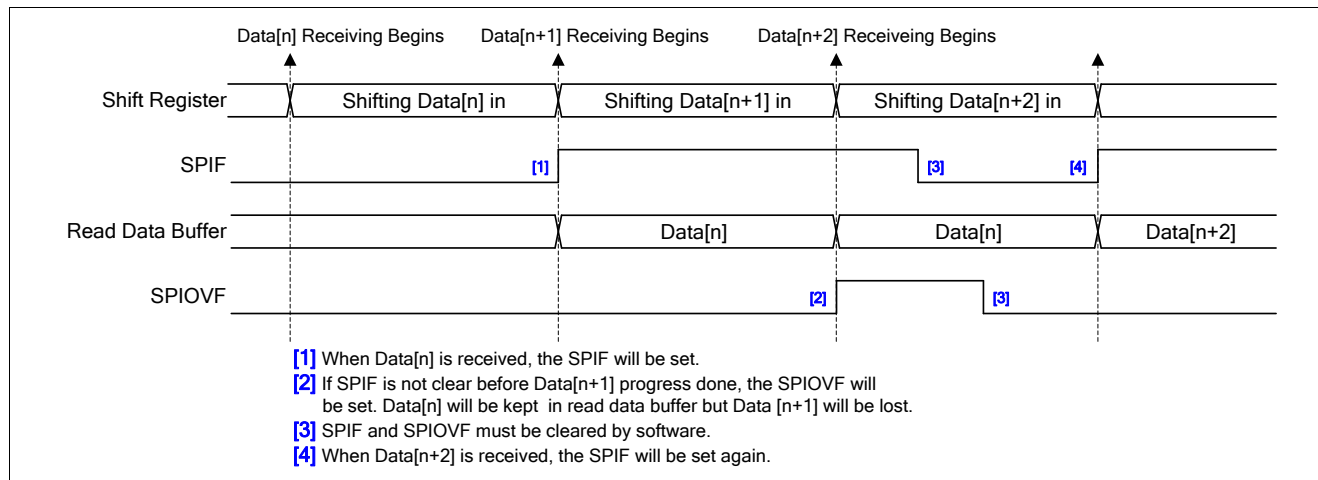 Data[n] Receiving Begins
Data[n+1] Receiving Begins
Data[n+2] Receiveing Begins
Shift Register
Shifting Data[n] in
Shifting Data[n+1] in
Shifting Data[n+2] in
SPIF
[1]
[3]
[4]
Read Data Buffer
Data[n]
Data[n]
Data[n+2]
SPIOVF
[2]
[3]
[1] When Data[n] is received, the SPIF will be set.
[2] If SPIF is not clear before Data[n+1] progress done, the SPIOVF will
be set. Data[n] will be kept in read data buffer but Data [n+1] will be lost.
[3] SPIF and SPIOVF must be cleared by software.
[4] When Data[n+2] is received, the SPIF will be set again.